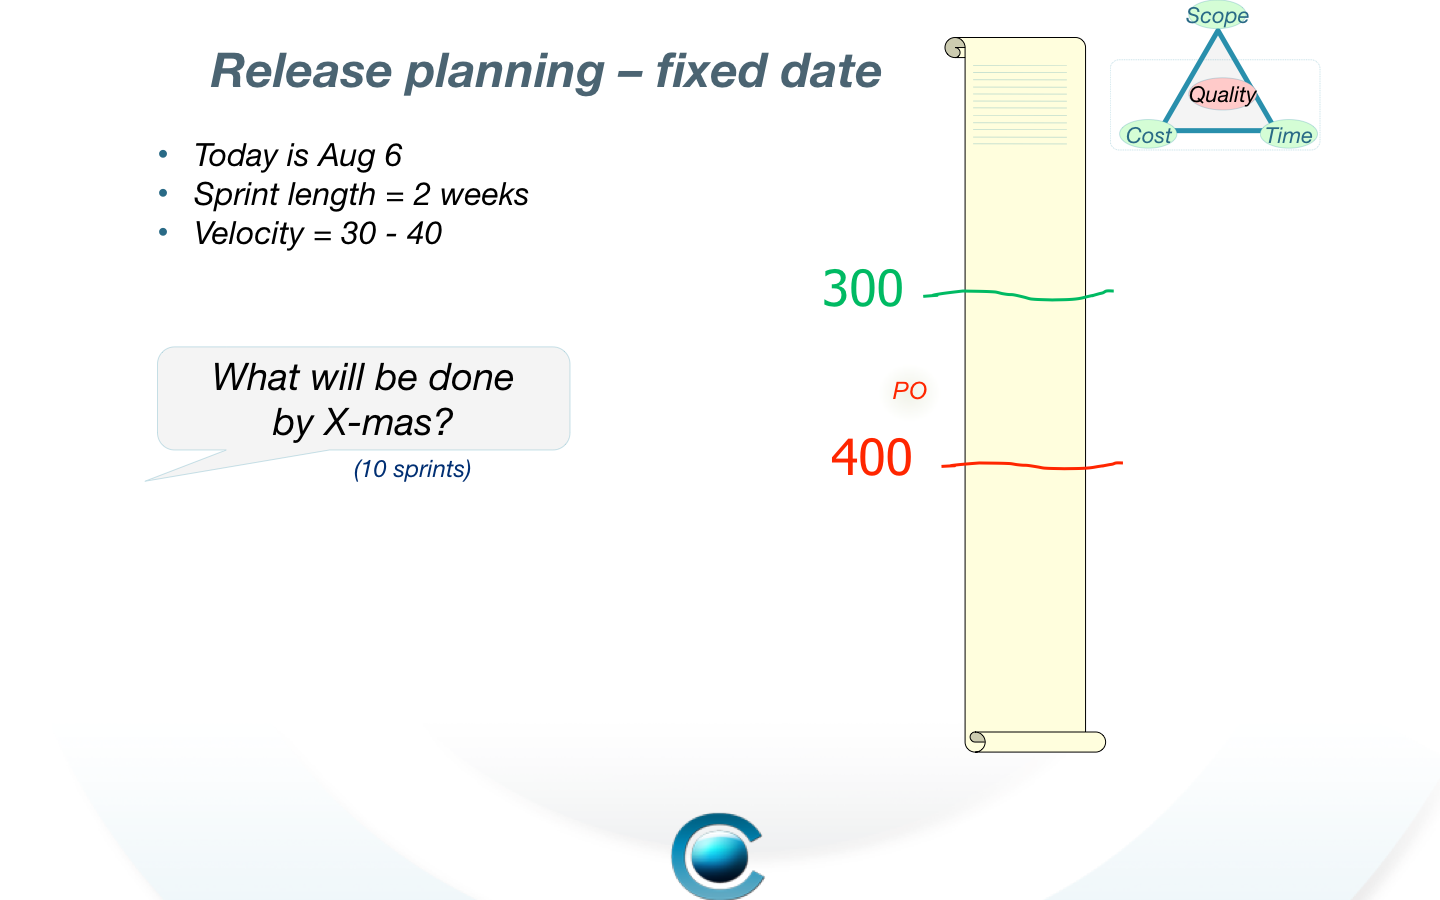 Release planning – fixed date
• Today is Aug 6
• Sprint length = 2 weeks
• Velocity = 30 - 40
What will be done
by X-mas?
(10 sprints)
300
PO
400
Scope
Quality
Cost
Time